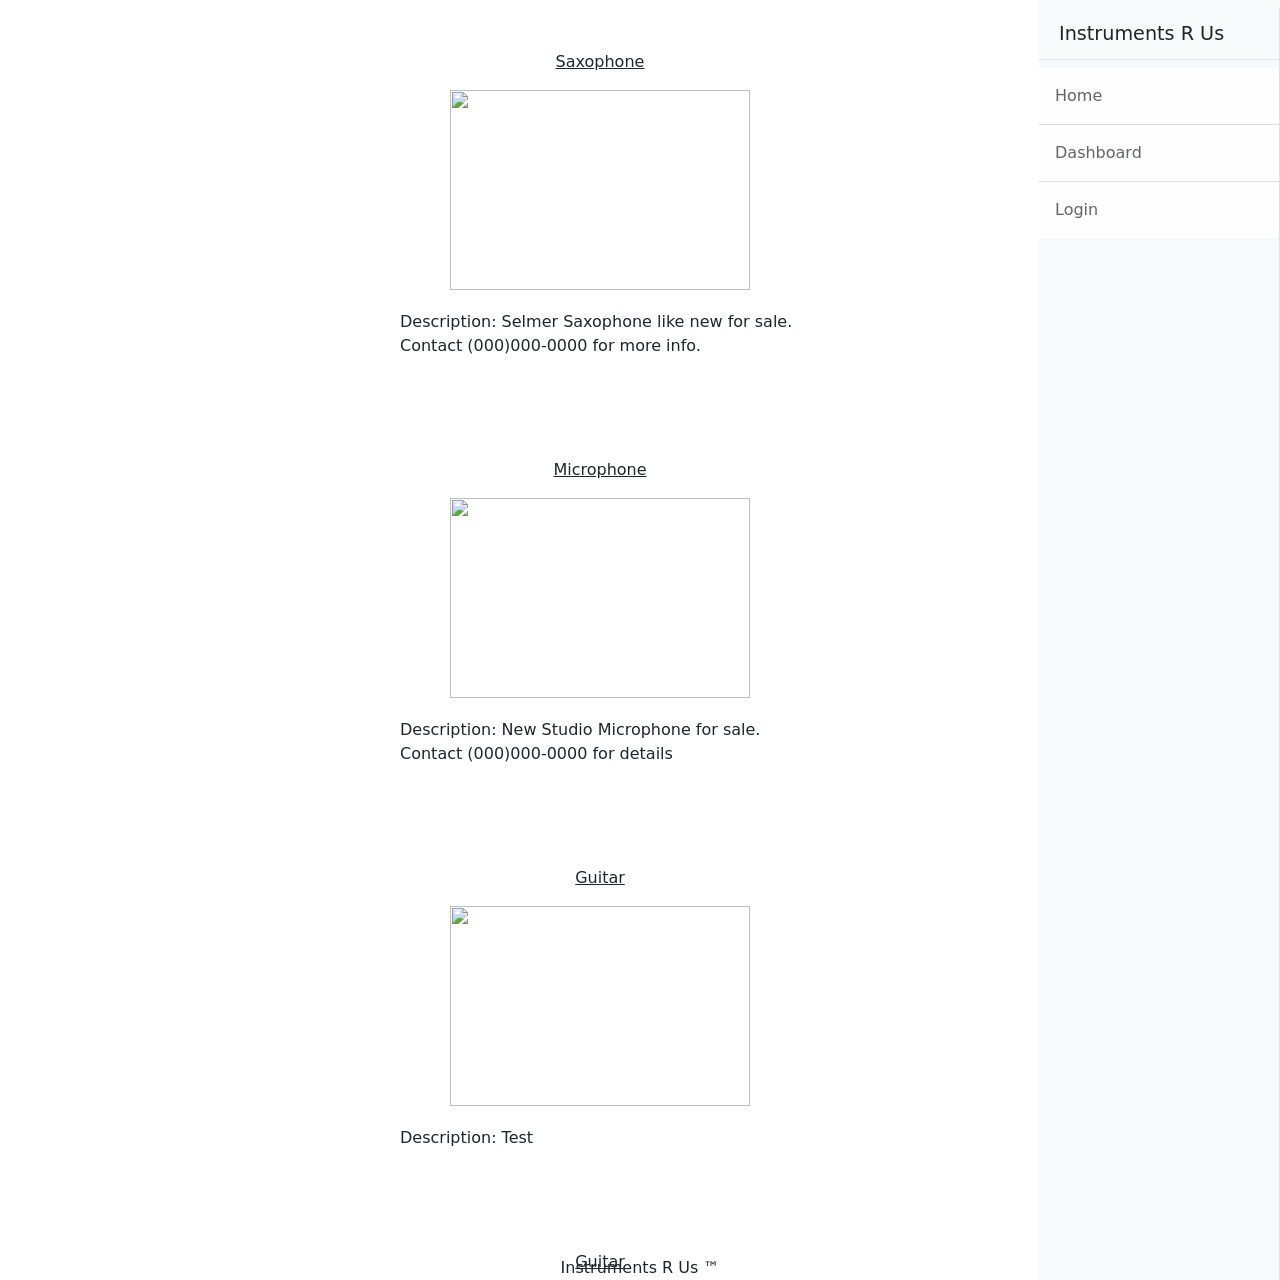 Saxophone
Description: Selmer Saxophone like new for sale.
Contact (000)000-0000 for more info.
Microphone
Description: New Studio Microphone for sale.
Contact (000)000-0000 for details
Guitar
Description: Test
Guitar
Instruments R Us ™
Instruments R Us
Home
Dashboard
Login